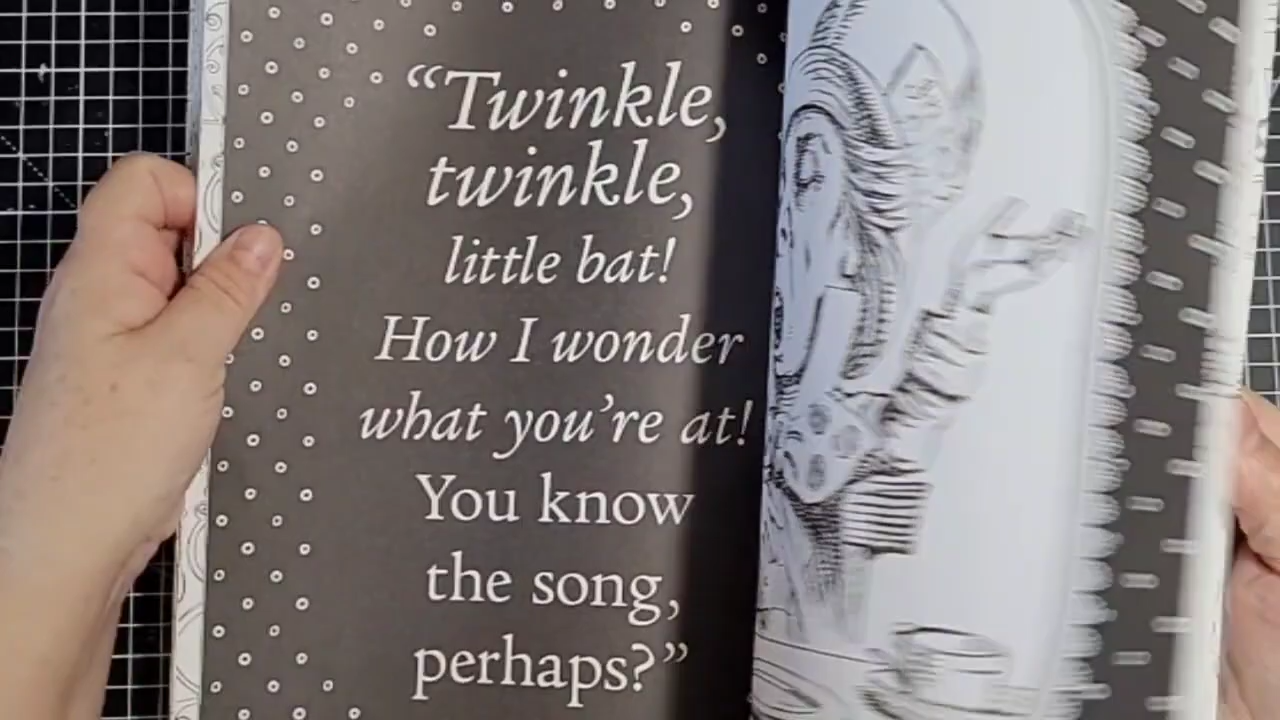 “Twinkle,
twinkle,
little bat!
How I wonder
what you’re at!
You know
the song,
perhaps?”